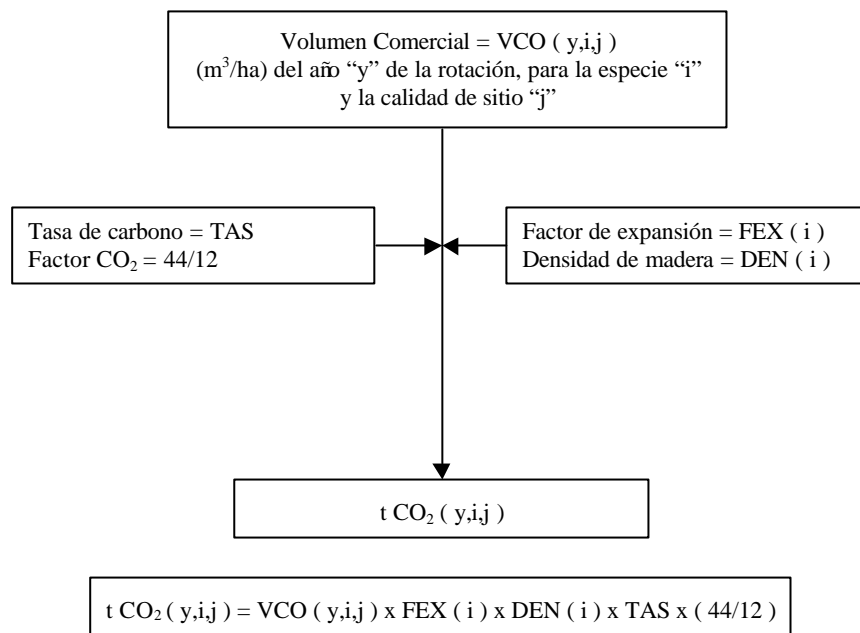 Volumen Comercial = VCO ( y,i,j )
(m³/ha) del año “y” de la rotación, para la especie “i”
y la calidad de sitio “j”
Tasa de carbono = TAS
Factor CO₂ = 44/12
Factor de expansión = FEX ( i )
Densidad de madera = DEN ( i )
t CO₂ ( y,i,j )
t CO₂ ( y,i,j ) = VCO ( y,i,j ) x FEX ( i ) x DEN ( i ) x TAS x ( 44/12 )